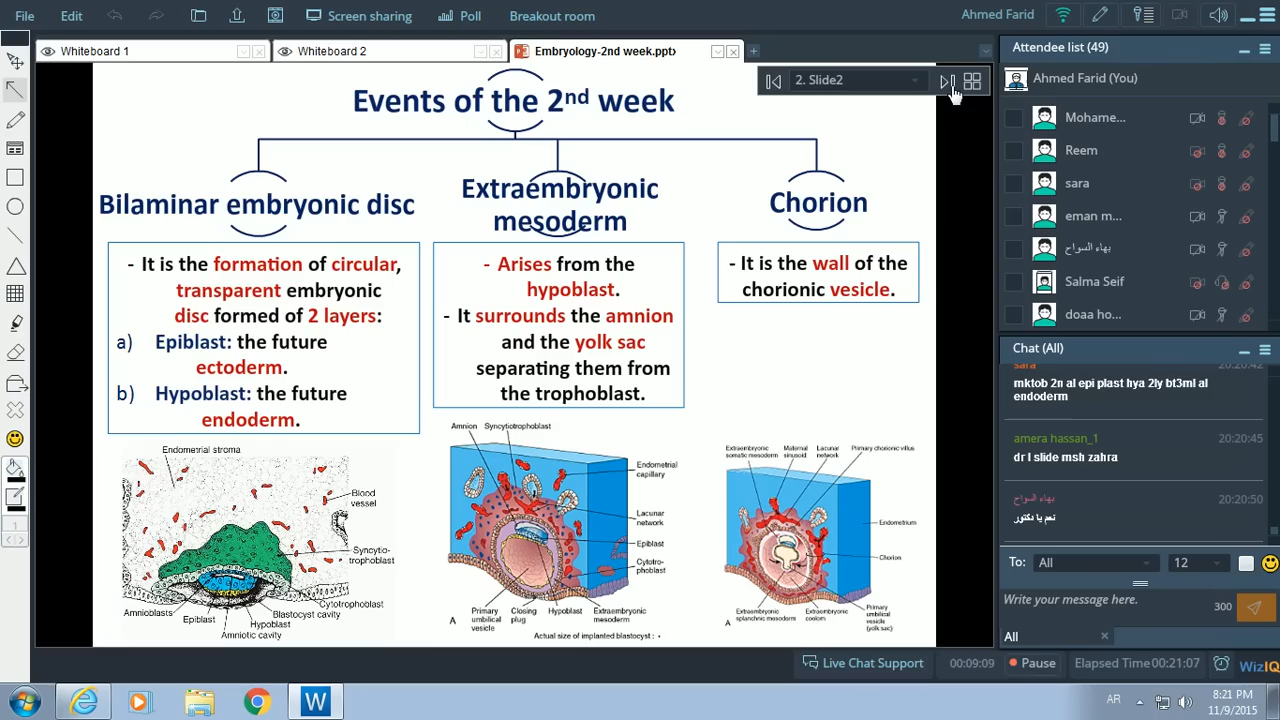 File Edit Screen sharing Poll Breakout room Ahmed Farid
Whiteboard 1
Whiteboard 2
Embryology-2nd week.ppt›
2. Slide2
Events of the 2nd week
Bilaminar embryonic disc
- It is the formation of circular,
transparent embryonic
disc formed of 2 layers:
a) Epiblast: the future
ectoderm.
b) Hypoblast: the future
endoderm.
Extraembryonic
mesoderm
- Arises from the
hypoblast.
- It surrounds the amnion
and the yolk sac
separating them from
the trophoblast.
Chorion
- It is the wall of the
chorionic vesicle.
Endometrial stroma
Blood
vessel
Syncytio-
trophoblast
Cytotrophoblast
Blastocyst cavity
Hypoblast
Amnioblasts
Epiblast
Amniotic cavity
Amnion
Syncytiotrophoblast
Endometrial
capillary
Lacunar
network
Epiblast
Cytotro-
phoblast
A
Primary
umbilical
vesicle
Closing
plug
Hypoblast
Extraembryonic
mesoderm
Actual size of implanted blastocyst : •
Extraembryonic
somatic mesoderm
Maternal
sinusoid
Lacunar
network
Primary chorionic villus
Endometrium
Chorion
A
Extraembryonic
splanchnic mesoderm
Extraembryonic
coelom
Primary
umbilical
vesicle
(yolk sac)
Attendee list (49)
Ahmed Farid (You)
Mohame...
Reem
sara
eman m...
بهاء السواح
Salma Seif
doaa ho...
Chat (All)
sara 20:20:42
mktob 2n al epi plast hya 2ly bt3ml al
endoderm
amera hassan_1 20:20:45
dr l slide msh zahra
بهاء السواح 20:20:50
نعم يا دكتور
To: All 12
Write your message here. 300
All
1
Live Chat Support 00:09:09 Pause Elapsed Time 00:21:07 WizIQ
AR 8:21 PM
11/9/2015